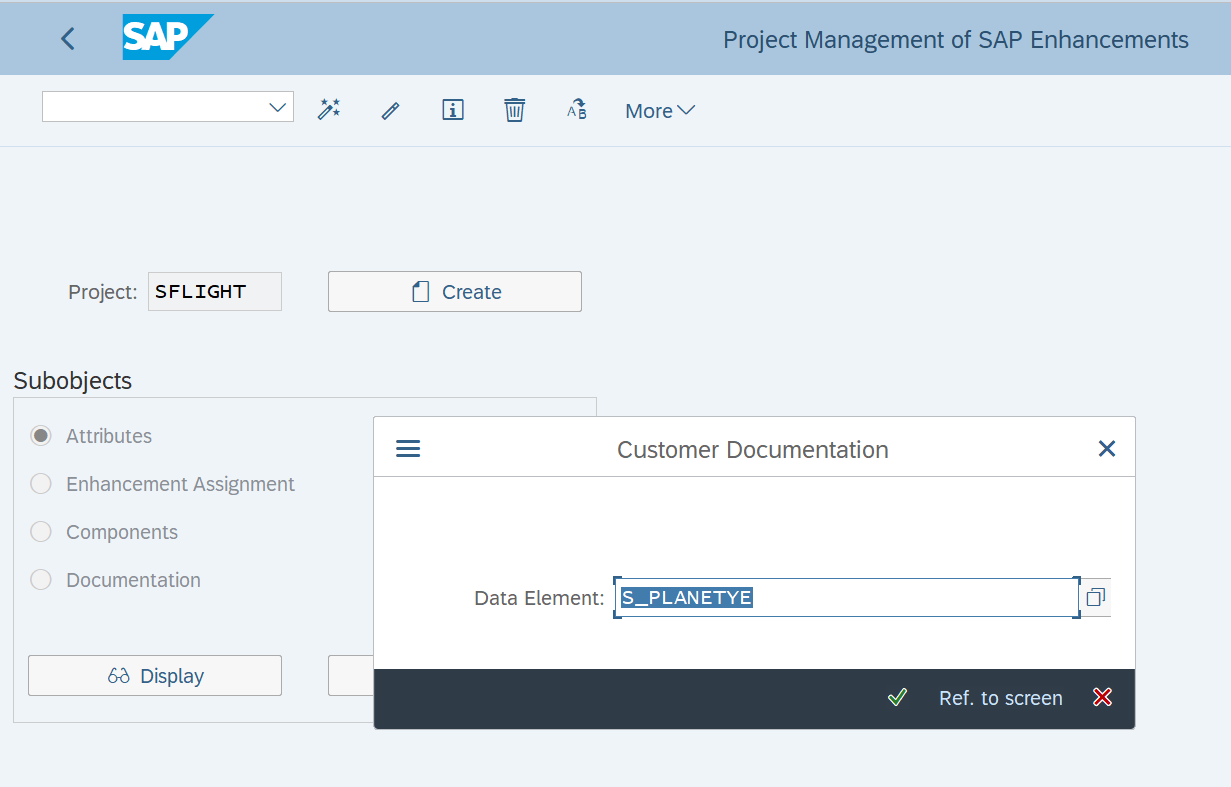 SAP
Project Management of SAP Enhancements
More
Project: SFLIGHT
Create
Subobjects
Attributes
Enhancement Assignment
Components
Documentation
Display
Customer Documentation
Data Element: S_PLANETYE
Ref. to screen